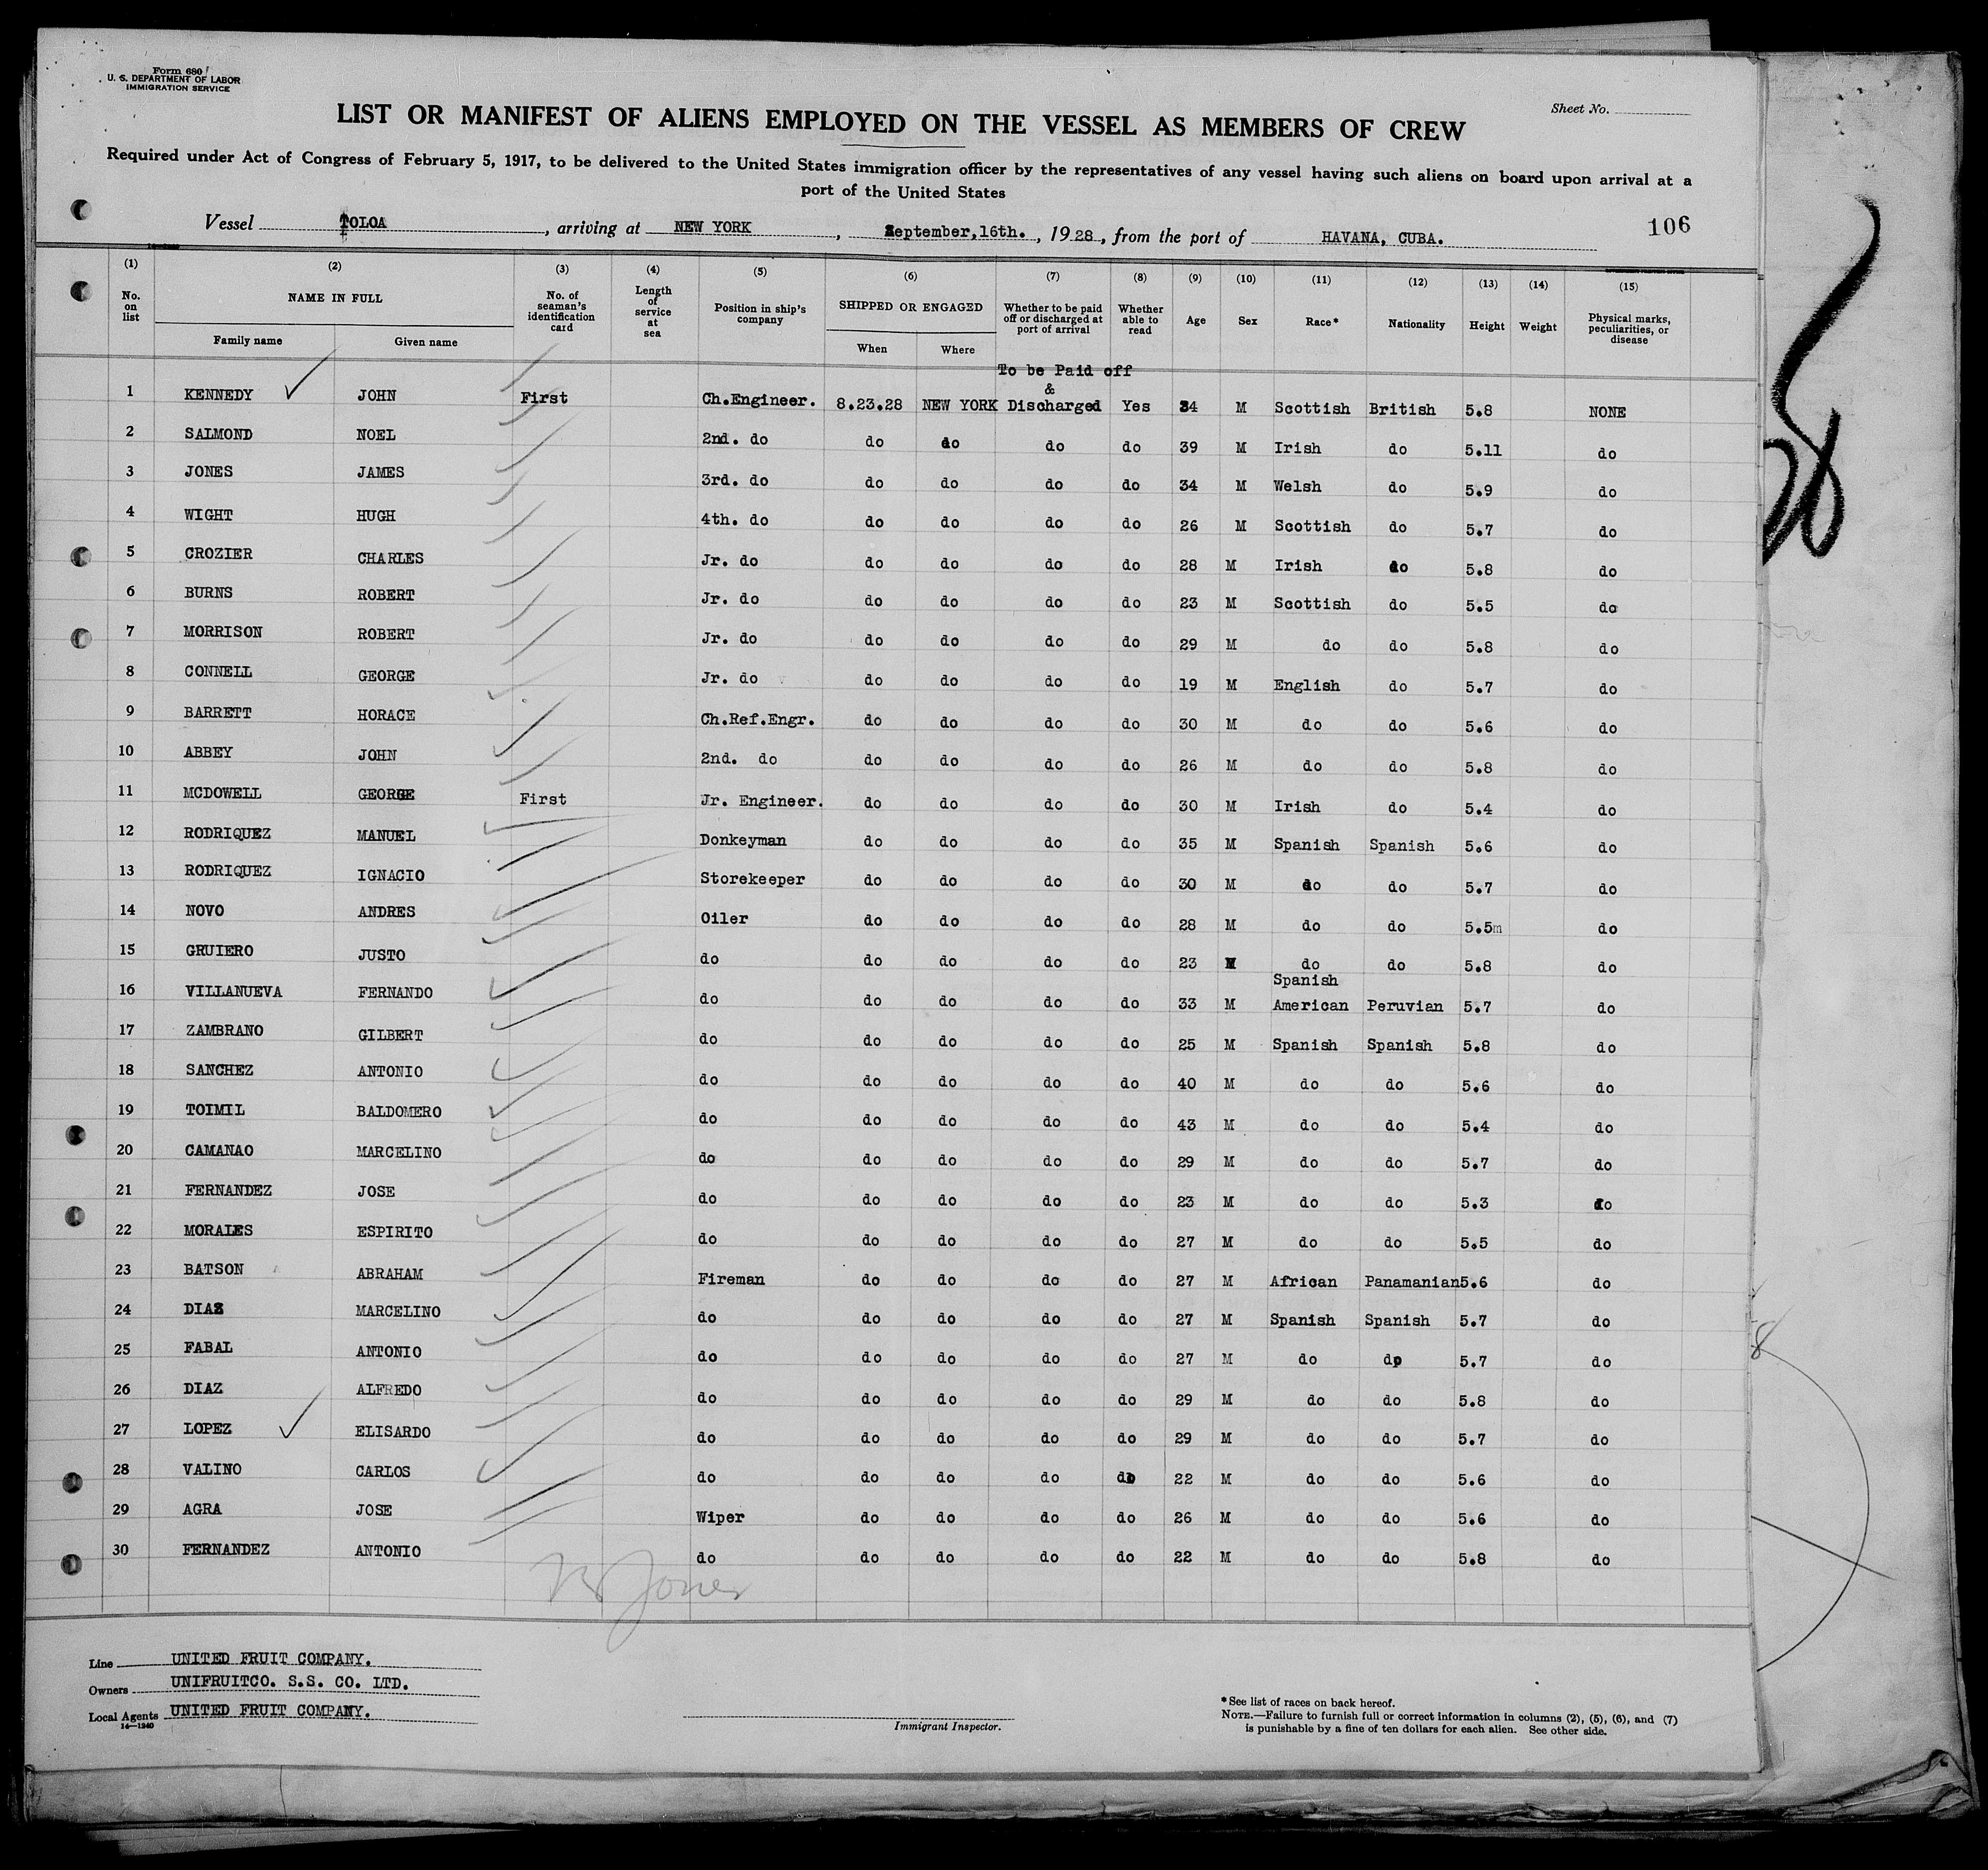 Form 680
U. S. DEPARTMENT OF LABOR
IMMIGRATION SERVICE
Sheet No.
LIST OR MANIFEST OF ALIENS EMPLOYED ON THE VESSEL AS MEMBERS OF CREW
Required under Act of Congress of February 5, 1917, to be delivered to the United States immigration officer by the representatives of any vessel having such aliens on board upon arrival at a
port of the United States
Vessel TOLOA, arriving at NEW YORK, September,16th., 1928, from the port of HAVANA, CUBA. 106
(1) (2) (3) (4) (5) (6) (7) (8) (9) (10) (11) (12) (13) (14) (15)
No. on list NAME IN FULL Family name Given name No. of seaman's identification card Length of service at sea Position in ship's company SHIPPED OR ENGAGED When Where Whether to be paid off or discharged at port of arrival Whether able to read Age Sex Race* Nationality Height Weight Physical marks, peculiarities, or disease
To be Paid off
&
1 KENNEDY JOHN First Ch.Engineer. 8.23.28 NEW YORK Discharged Yes 34 M Scottish British 5.8 NONE
2 SALMOND NOEL 2nd. do do do do do 39 M Irish do 5.11 do
3 JONES JAMES 3rd. do do do do do 34 M Welsh do 5.9 do
4 WIGHT HUGH 4th. do do do do do 26 M Scottish do 5.7 do
5 CROZIER CHARLES Jr. do do do do do 28 M Irish do 5.8 do
6 BURNS ROBERT Jr. do do do do do 23 M Scottish do 5.5 do
7 MORRISON ROBERT Jr. do do do do do 29 M do do 5.8 do
8 CONNELL GEORGE Jr. do do do do do 19 M English do 5.7 do
9 BARRETT HORACE Ch.Ref.Engr. do do do do 30 M do do 5.6 do
10 ABBEY JOHN 2nd. do do do do do 26 M do do 5.8 do
11 MCDOWELL GEORGE First Jr. Engineer. do do do do 30 M Irish do 5.4 do
12 RODRIQUEZ MANUEL Donkeyman do do do do 35 M Spanish Spanish 5.6 do
13 RODRIQUEZ IGNACIO Storekeeper do do do do 30 M do do 5.7 do
14 NOVO ANDRES Oiler do do do do 28 M do do 5.5m do
15 GRUIERO JUSTO do do do do do 23 M do do 5.8 do
Spanish
16 VILLANUEVA FERNANDO do do do do do 33 M American Peruvian 5.7 do
17 ZAMBRANO GILBERT do do do do do 25 M Spanish Spanish 5.8 do
18 SANCHEZ ANTONIO do do do do do 40 M do do 5.6 do
19 TOIMIL BALDOMERO do do do do do 43 M do do 5.4 do
20 CAMANAO MARCELINO do do do do do 29 M do do 5.7 do
21 FERNANDEZ JOSE do do do do do 23 M do do 5.3 do
22 MORALES ESPIRITO do do do do do 27 M do do 5.5 do
23 BATSON ABRAHAM Fireman do do do do 27 M African Panamanian 5.6 do
24 DIAZ MARCELINO do do do do do 27 M Spanish Spanish 5.7 do
25 FABAL ANTONIO do do do do do 27 M do do 5.7 do
26 DIAZ ALFREDO do do do do do 29 M do do 5.8 do
27 LOPEZ ELISARDO do do do do do 29 M do do 5.7 do
28 VALINO CARLOS do do do do do 22 M do do 5.6 do
29 AGRA JOSE Wiper do do do do 26 M do do 5.6 do
30 FERNANDEZ ANTONIO do do do do do 22 M do do 5.8 do
Jones
Line UNITED FRUIT COMPANY.
Owners UNIFRUITCO. S.S. CO. LTD.
Local Agents UNITED FRUIT COMPANY.
14—1240
Immigrant Inspector.
*See list of races on back hereof.
NOTE.—Failure to furnish full or correct information in columns (2), (5), (6), and (7)
is punishable by a fine of ten dollars for each alien. See other side.